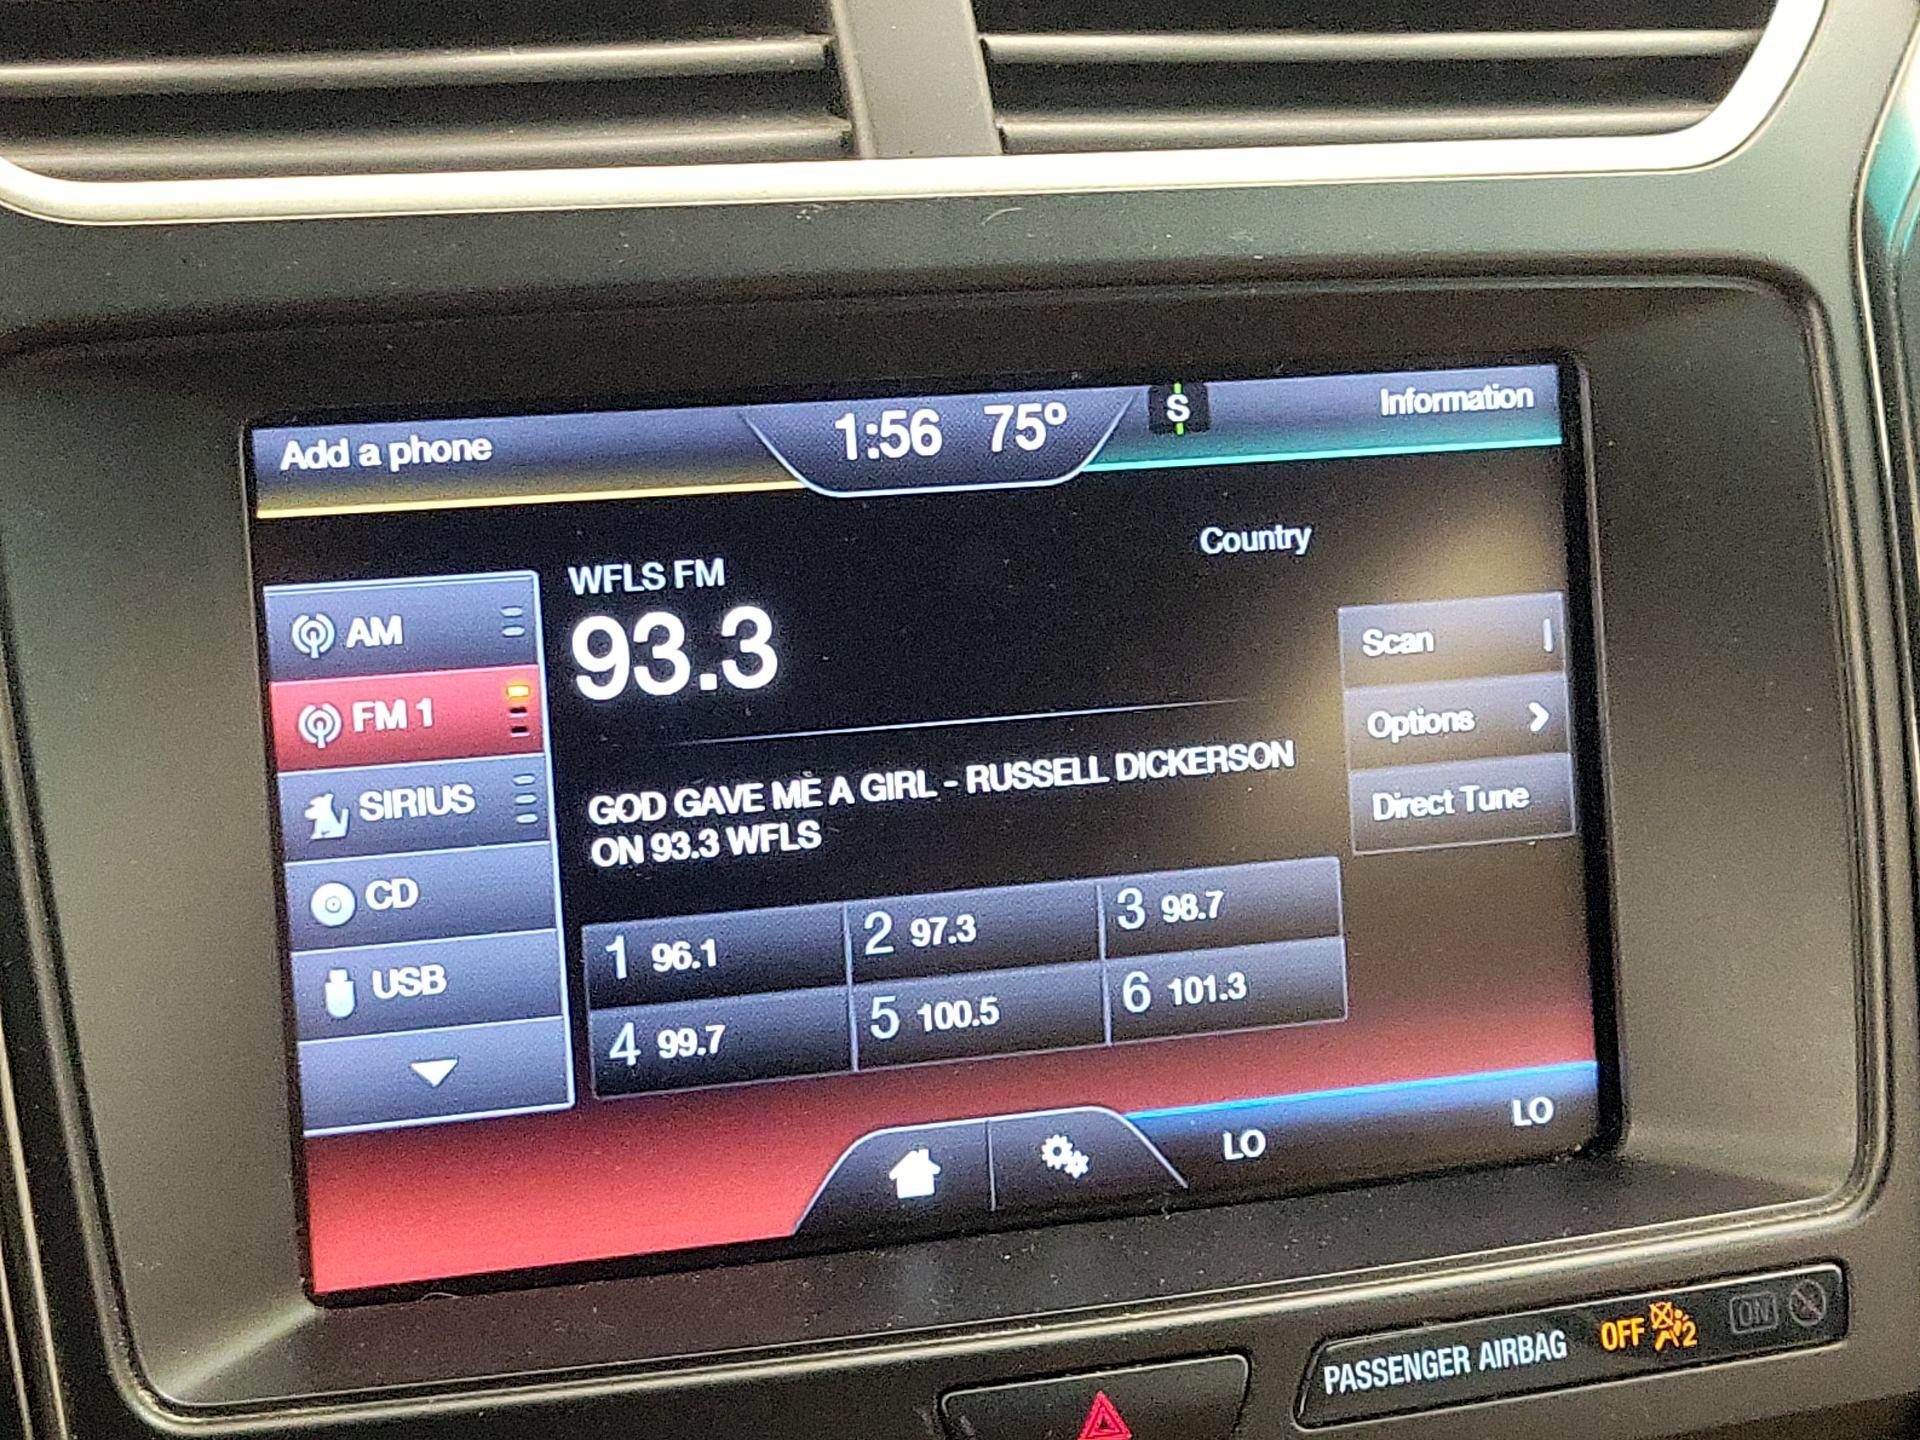 Add a phone
1:56 75º
S
Information
Country
WFLS FM
93.3
AM
FM 1
SIRIUS
CD
USB
Scan
Options
Direct Tune
GOD GAVE ME A GIRL - RUSSELL DICKERSON
ON 93.3 WFLS
1 96.1
2 97.3
3 98.7
4 99.7
5 100.5
6 101.3
LO
LO
PASSENGER AIRBAG OFF 2 ON